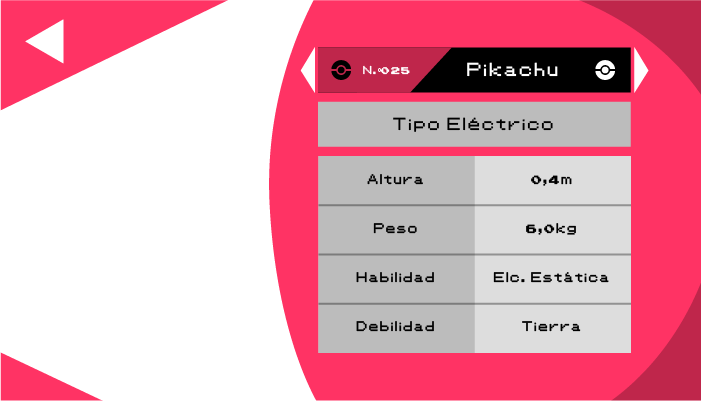 N.º025 Pikachu
Tipo Eléctrico
Altura 0,4m
Peso 6,0kg
Habilidad Elc. Estática
Debilidad Tierra